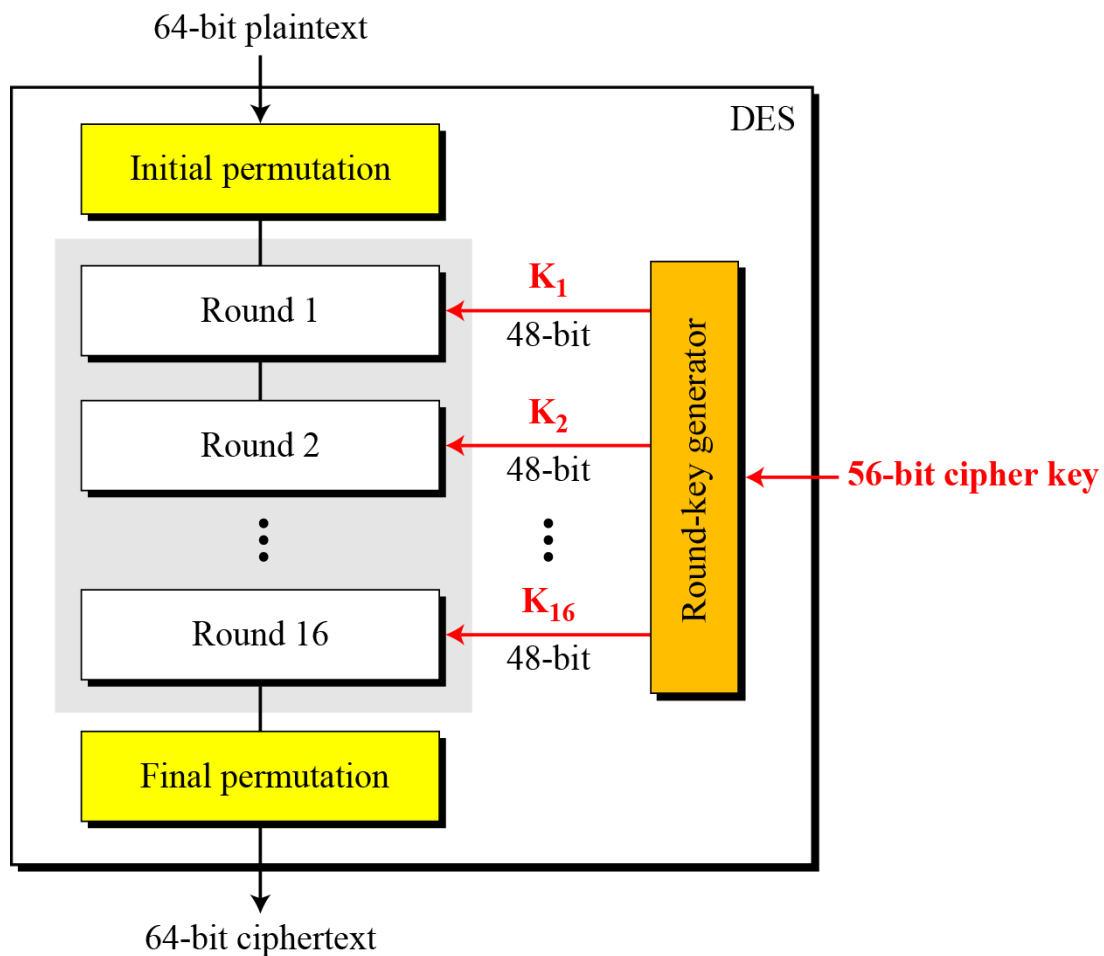 64-bit plaintext
DES
Initial permutation
Round 1
K₁
48-bit
Round 2
K₂
48-bit
Round 16
K₁₆
48-bit
Round-key generator
56-bit cipher key
Final permutation
64-bit ciphertext